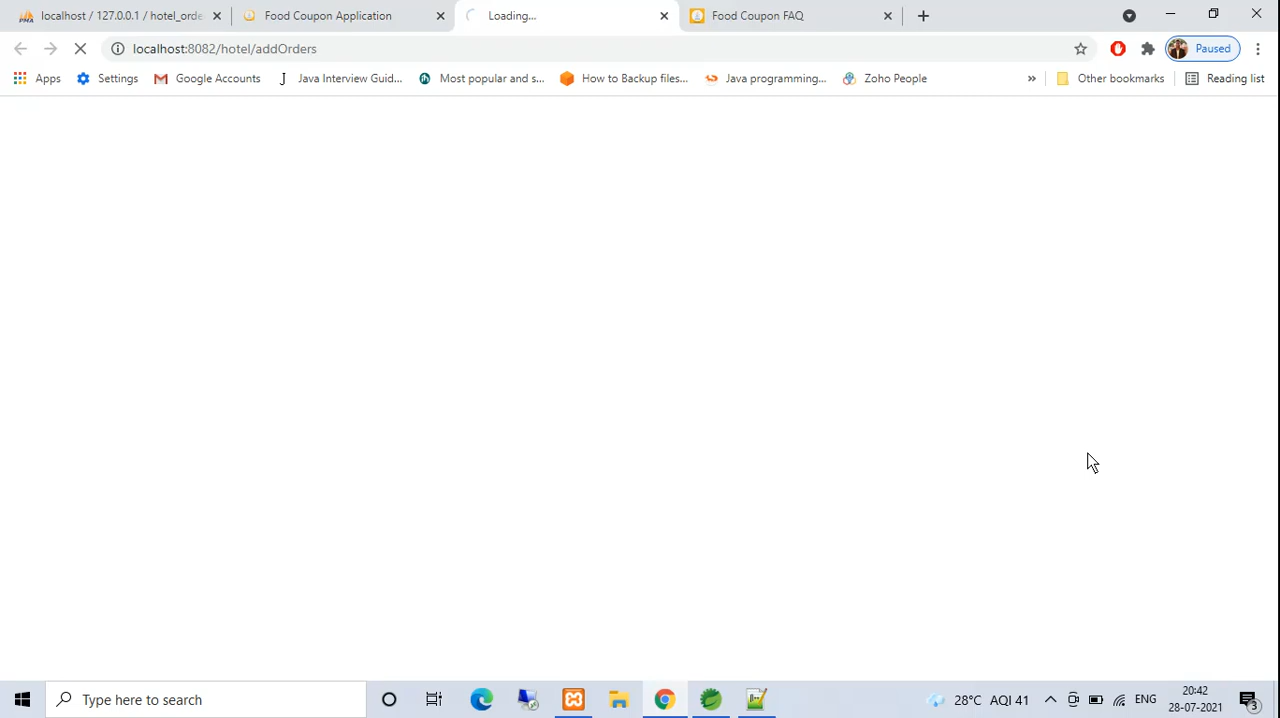 localhost / 127.0.0.1 / hotel_orde
Food Coupon Application
Loading...
Food Coupon FAQ
localhost:8082/hotel/addOrders
Paused
Apps
Settings
Google Accounts
Java Interview Guid...
Most popular and s...
How to Backup files...
Java programming...
Zoho People
»
Other bookmarks
Reading list
Type here to search
28°C AQI 41
ENG
20:42
28-07-2021
3